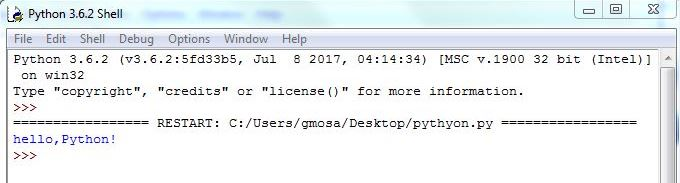 Python 3.6.2 Shell
File Edit Shell Debug Options Window Help
Python 3.6.2 (v3.6.2:5fd33b5, Jul  8 2017, 04:14:34) [MSC v.1900 32 bit (Intel)]
 on win32
Type "copyright", "credits" or "license()" for more information.
>>>
================= RESTART: C:/Users/gmosa/Desktop/pythyon.py =================
hello,Python!
>>>